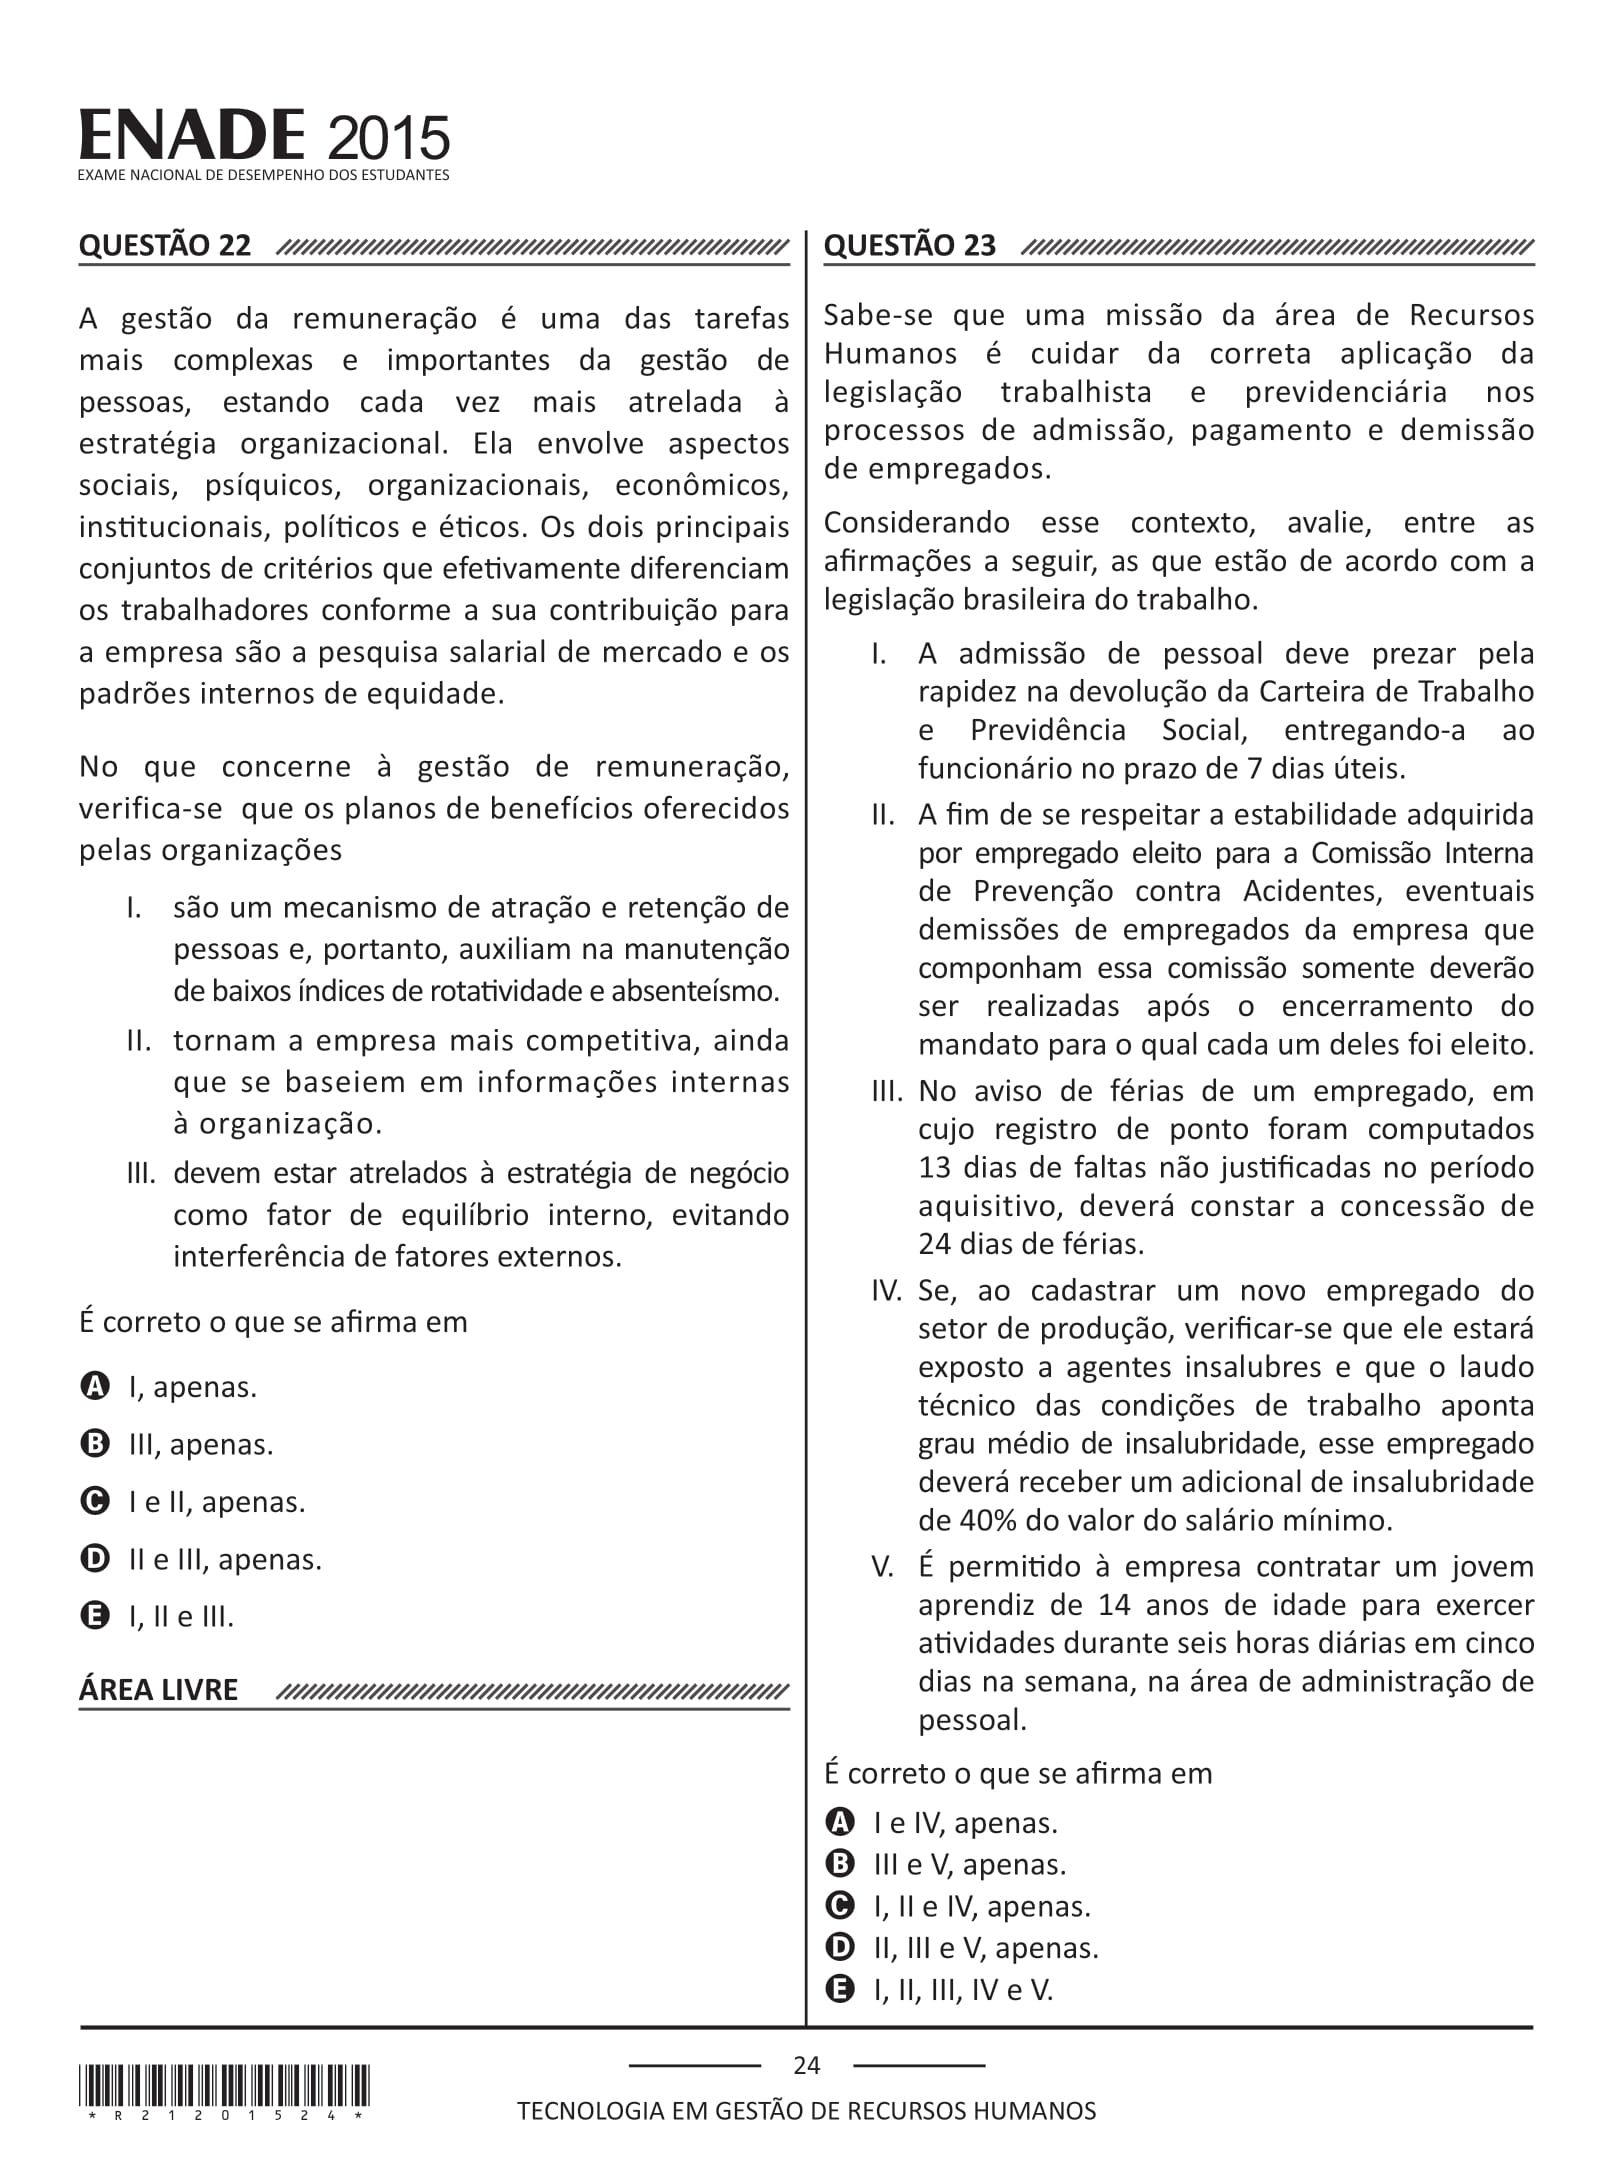 ENADE 2015
EXAME NACIONAL DE DESEMPENHO DOS ESTUDANTES
QUESTÃO 22
A gestão da remuneração é uma das tarefas
mais complexas e importantes da gestão de
pessoas, estando cada vez mais atrelada à
estratégia organizacional. Ela envolve aspectos
sociais, psíquicos, organizacionais, econômicos,
institucionais, políticos e éticos. Os dois principais
conjuntos de critérios que efetivamente diferenciam
os trabalhadores conforme a sua contribuição para
a empresa são a pesquisa salarial de mercado e os
padrões internos de equidade.
No que concerne à gestão de remuneração,
verifica-se que os planos de benefícios oferecidos
pelas organizações
I. são um mecanismo de atração e retenção de
pessoas e, portanto, auxiliam na manutenção
de baixos índices de rotatividade e absenteísmo.
II. tornam a empresa mais competitiva, ainda
que se baseiem em informações internas
à organização.
III. devem estar atrelados à estratégia de negócio
como fator de equilíbrio interno, evitando
interferência de fatores externos.
É correto o que se afirma em
A I, apenas.
B III, apenas.
C I e II, apenas.
D II e III, apenas.
E I, II e III.
ÁREA LIVRE
QUESTÃO 23
Sabe-se que uma missão da área de Recursos
Humanos é cuidar da correta aplicação da
legislação trabalhista e previdenciária nos
processos de admissão, pagamento e demissão
de empregados.
Considerando esse contexto, avalie, entre as
afirmações a seguir, as que estão de acordo com a
legislação brasileira do trabalho.
I. A admissão de pessoal deve prezar pela
rapidez na devolução da Carteira de Trabalho
e Previdência Social, entregando-a ao
funcionário no prazo de 7 dias úteis.
II. A fim de se respeitar a estabilidade adquirida
por empregado eleito para a Comissão Interna
de Prevenção contra Acidentes, eventuais
demissões de empregados da empresa que
componham essa comissão somente deverão
ser realizadas após o encerramento do
mandato para o qual cada um deles foi eleito.
III. No aviso de férias de um empregado, em
cujo registro de ponto foram computados
13 dias de faltas não justificadas no período
aquisitivo, deverá constar a concessão de
24 dias de férias.
IV. Se, ao cadastrar um novo empregado do
setor de produção, verificar-se que ele estará
exposto a agentes insalubres e que o laudo
técnico das condições de trabalho aponta
grau médio de insalubridade, esse empregado
deverá receber um adicional de insalubridade
de 40% do valor do salário mínimo.
V. É permitido à empresa contratar um jovem
aprendiz de 14 anos de idade para exercer
atividades durante seis horas diárias em cinco
dias na semana, na área de administração de
pessoal.
É correto o que se afirma em
A I e IV, apenas.
B III e V, apenas.
C I, II e IV, apenas.
D II, III e V, apenas.
E I, II, III, IV e V.
*R21201524*
24
TECNOLOGIA EM GESTÃO DE RECURSOS HUMANOS